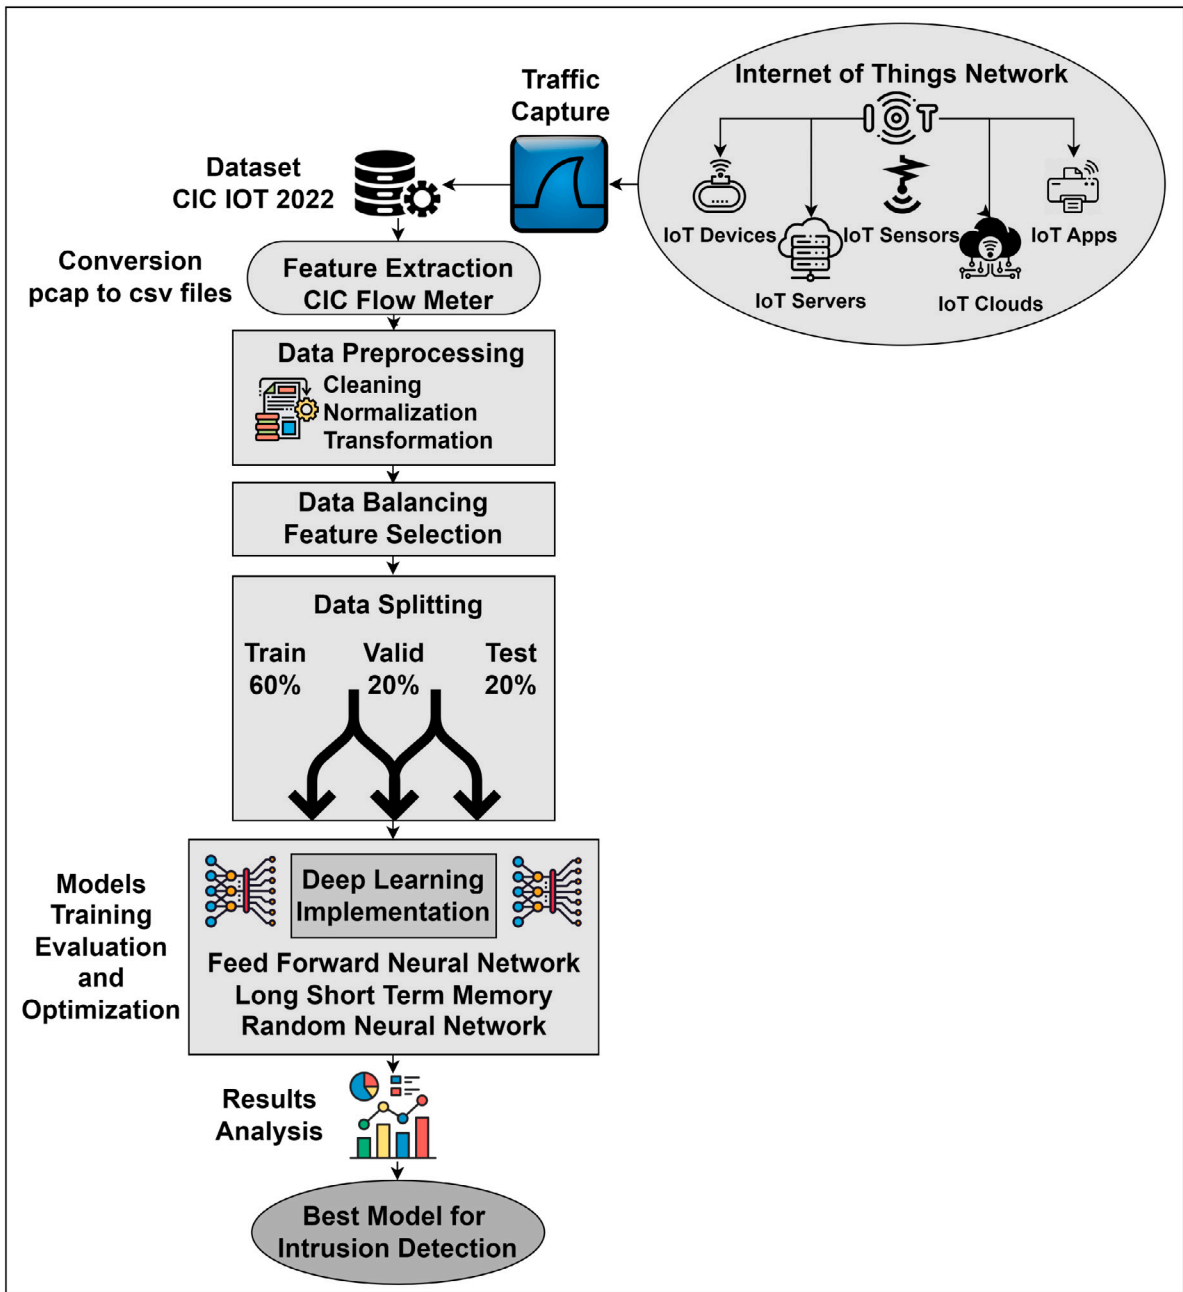 Internet of Things Network
IOT
IoT Devices
IoT Sensors
IoT Apps
IoT Servers
IoT Clouds
Traffic
Capture
Dataset
CIC IOT 2022
Conversion
pcap to csv files
Feature Extraction
CIC Flow Meter
Data Preprocessing
Cleaning
Normalization
Transformation
Data Balancing
Feature Selection
Data Splitting
Train Valid Test
60% 20% 20%
Models
Training
Evaluation
and
Optimization
Deep Learning
Implementation
Feed Forward Neural Network
Long Short Term Memory
Random Neural Network
Results
Analysis
Best Model for
Intrusion Detection